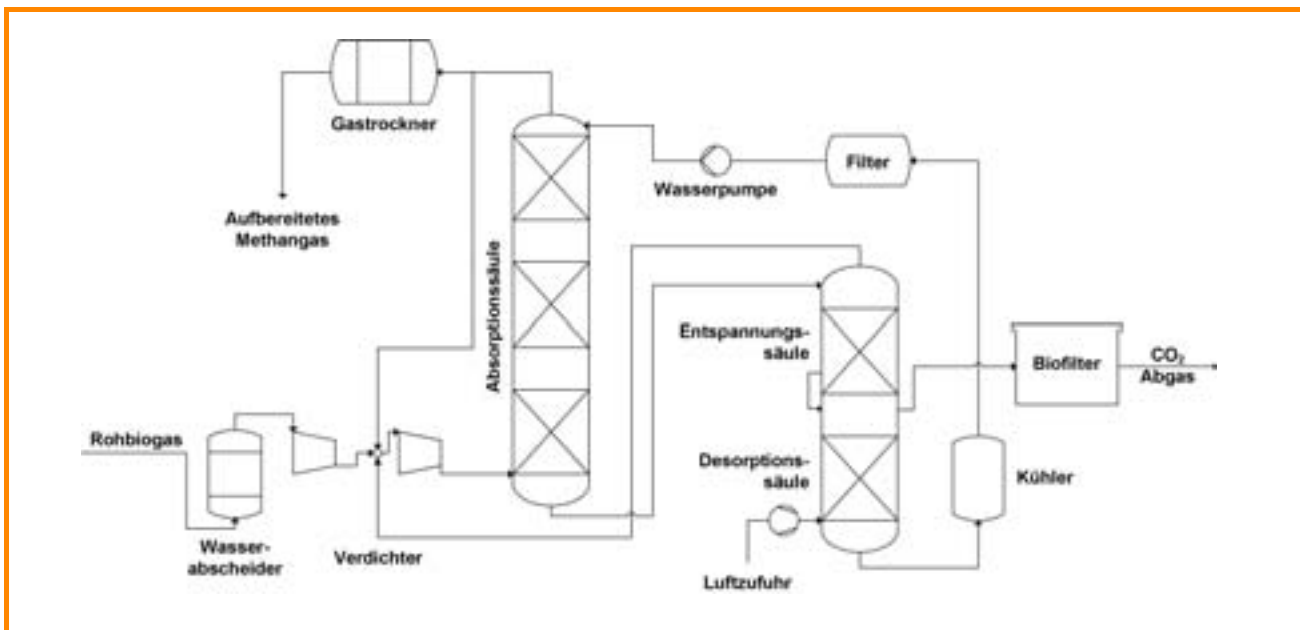 Gastrockner
Aufbereitetes
Methangas
Wasserpumpe
Filter
Absorptionssäule
Entspannungs-
säule
Biofilter
CO₂
Abgas
Rohbiogas
Desorptions-
säule
Kühler
Wasser-
abscheider
Verdichter
Luftzufuhr